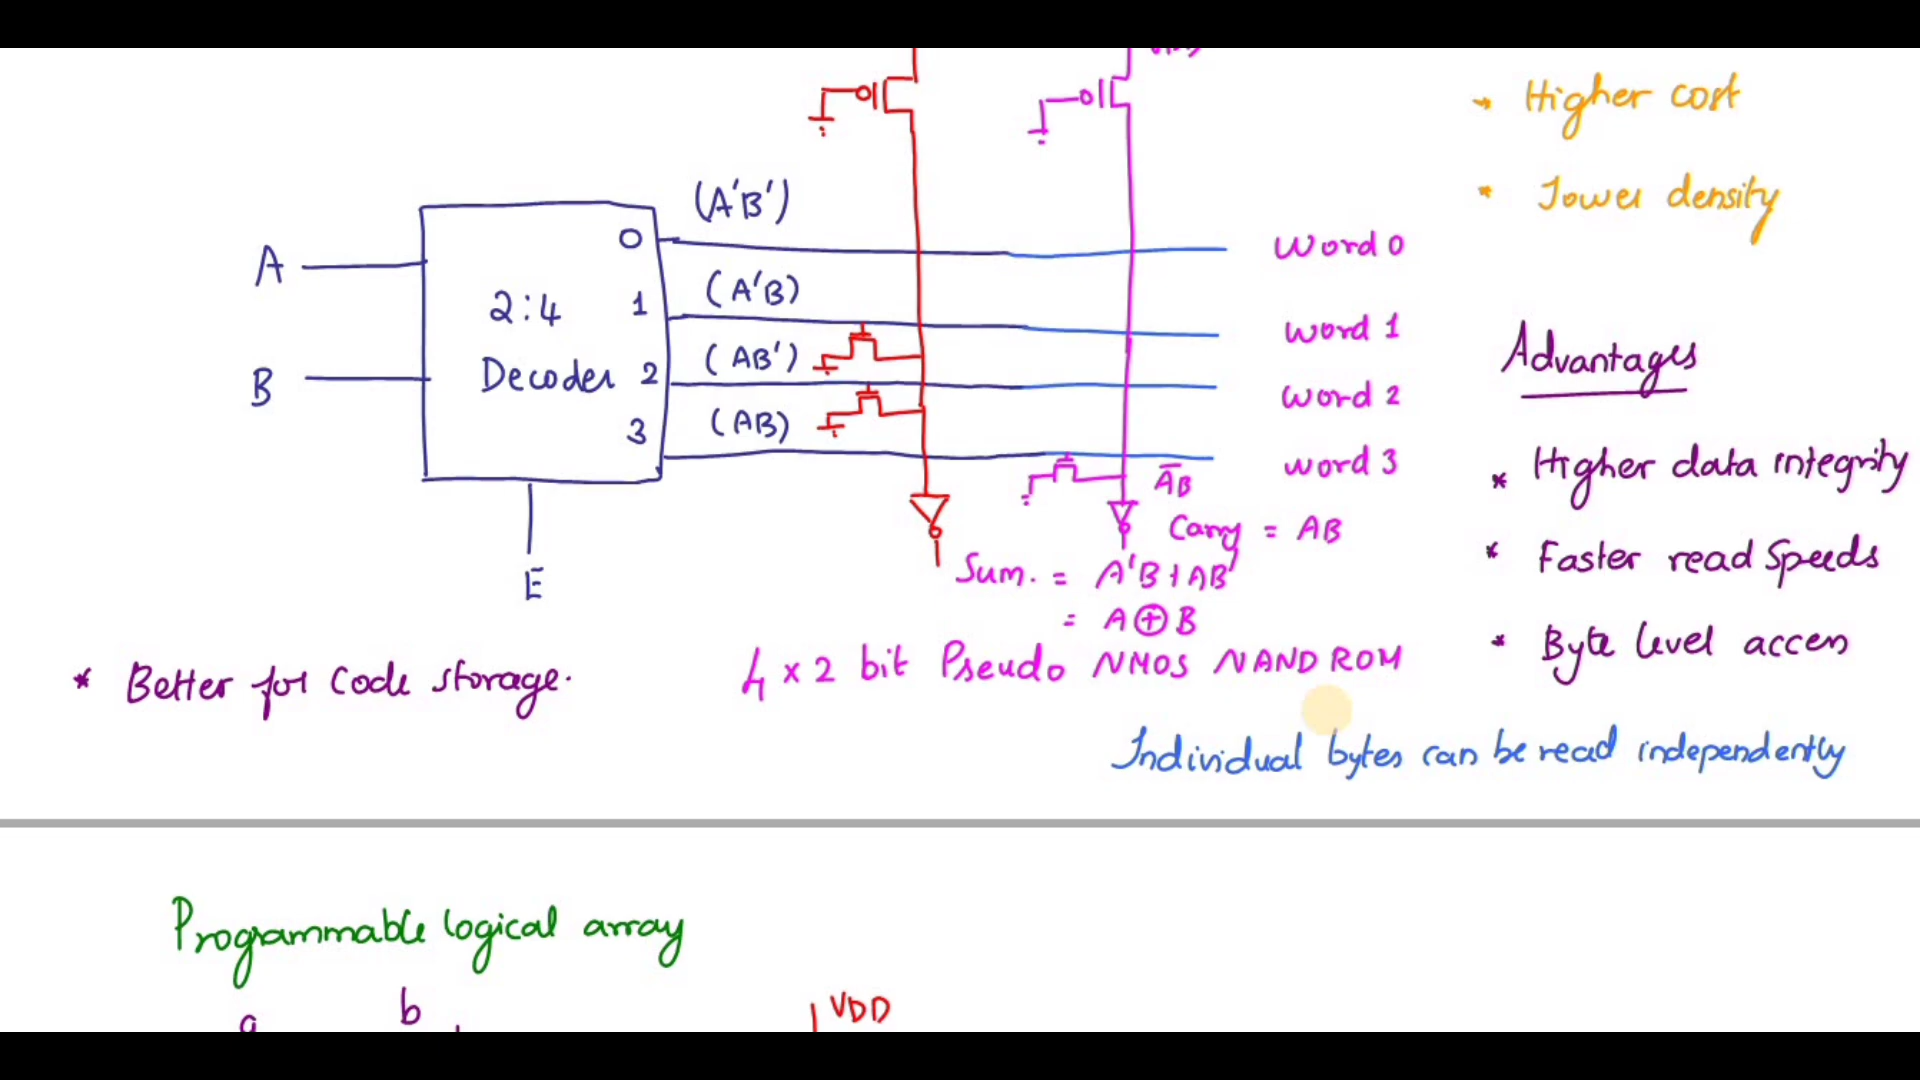 Higher cost
(A'B')
* Lower density
A
0
Word 0
(A'B)
2:4
1
Word 1
Advantages
(AB')
B
Decoder
2
Word 2
(AB)
3
Word 3
* Higher data integrity
A̅B̅
Carry = AB
* Faster read Speeds
E
Sum. = A'B+AB'
= A⊕B
* Byte level access
* Better for Code storage.
4 x 2 bit Pseudo NMOS NAND ROM
Individual bytes can be read independently
Programmable logical array
a
b
VDD